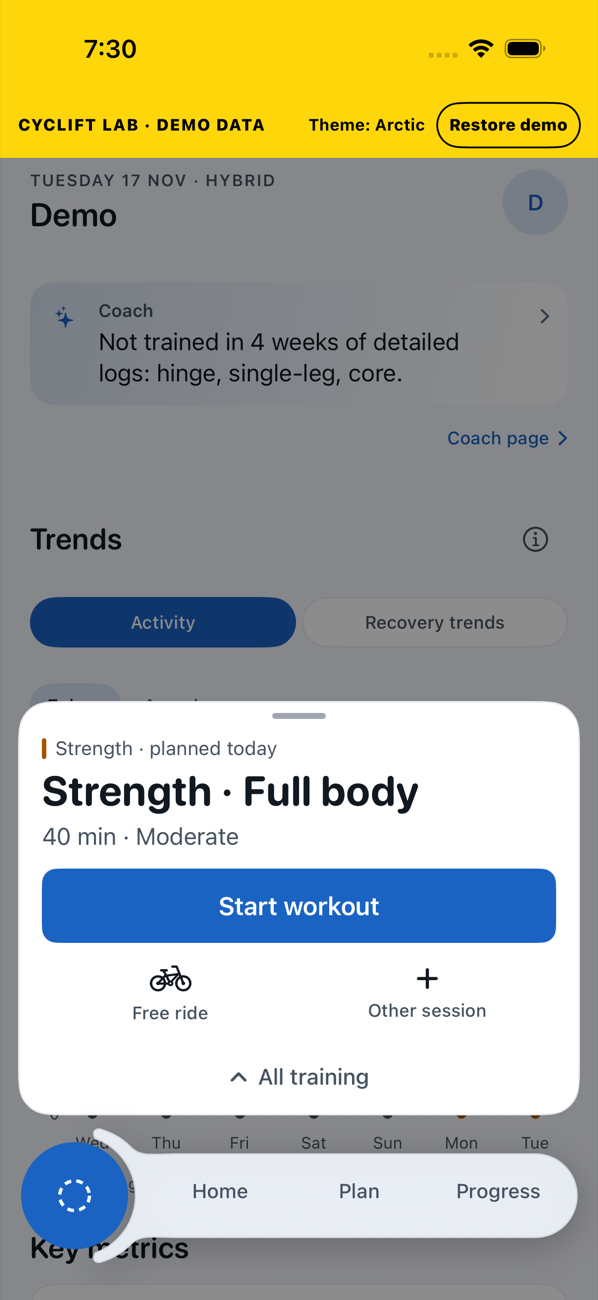 7:30
CYCLIFT LAB · DEMO DATA
Theme: Arctic
Restore demo
TUESDAY 17 NOV · HYBRID
Demo
D
Coach
Not trained in 4 weeks of detailed
logs: hinge, single-leg, core.
Coach page
Trends
Activity
Recovery trends
Strength · planned today
Strength · Full body
40 min · Moderate
Start workout
Free ride
Other session
All training
Wed Thu Fri Sat Sun Mon Tue
Home
Plan
Progress
Key metrics